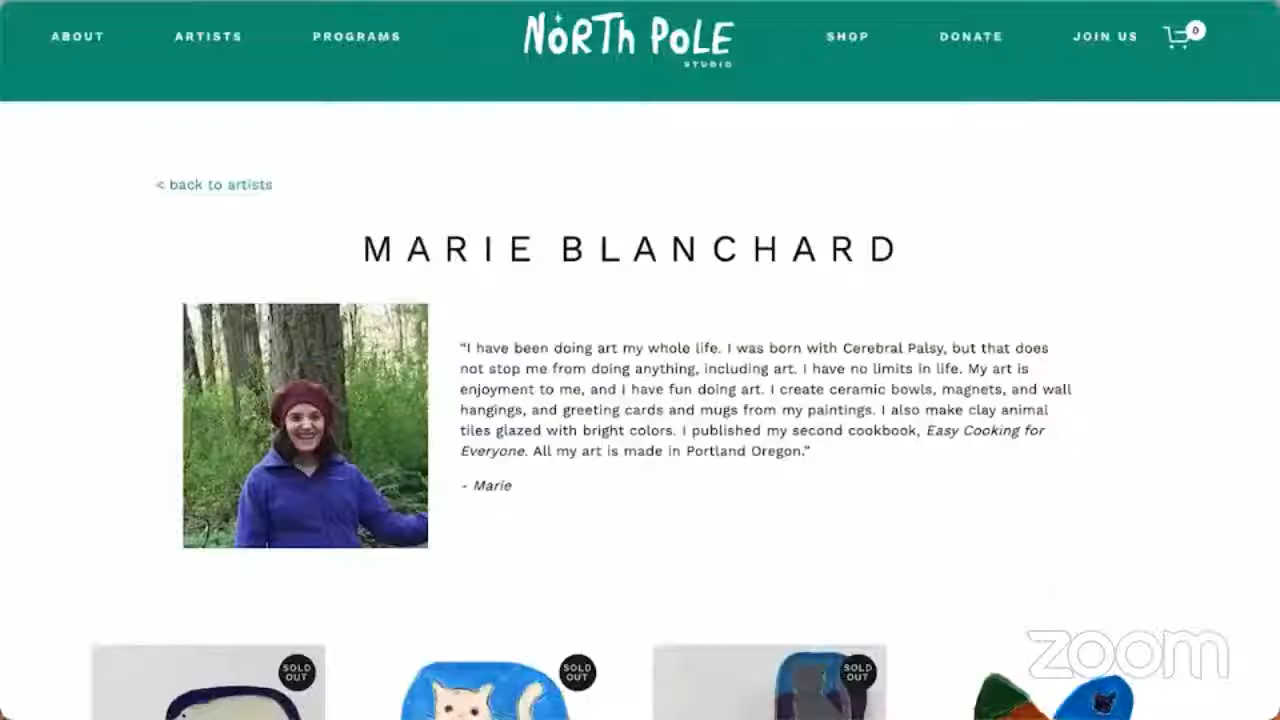 ABOUT ARTISTS PROGRAMS NORTH POLE STUDIO SHOP DONATE JOIN US 0
< back to artists
MARIE BLANCHARD
“I have been doing art my whole life. I was born with Cerebral Palsy, but that does
not stop me from doing anything, including art. I have no limits in life. My art is
enjoyment to me, and I have fun doing art. I create ceramic bowls, magnets, and wall
hangings, and greeting cards and mugs from my paintings. I also make clay animal
tiles glazed with bright colors. I published my second cookbook, Easy Cooking for
Everyone. All my art is made in Portland Oregon.”
- Marie
zoom
SOLD OUT
SOLD OUT
SOLD OUT